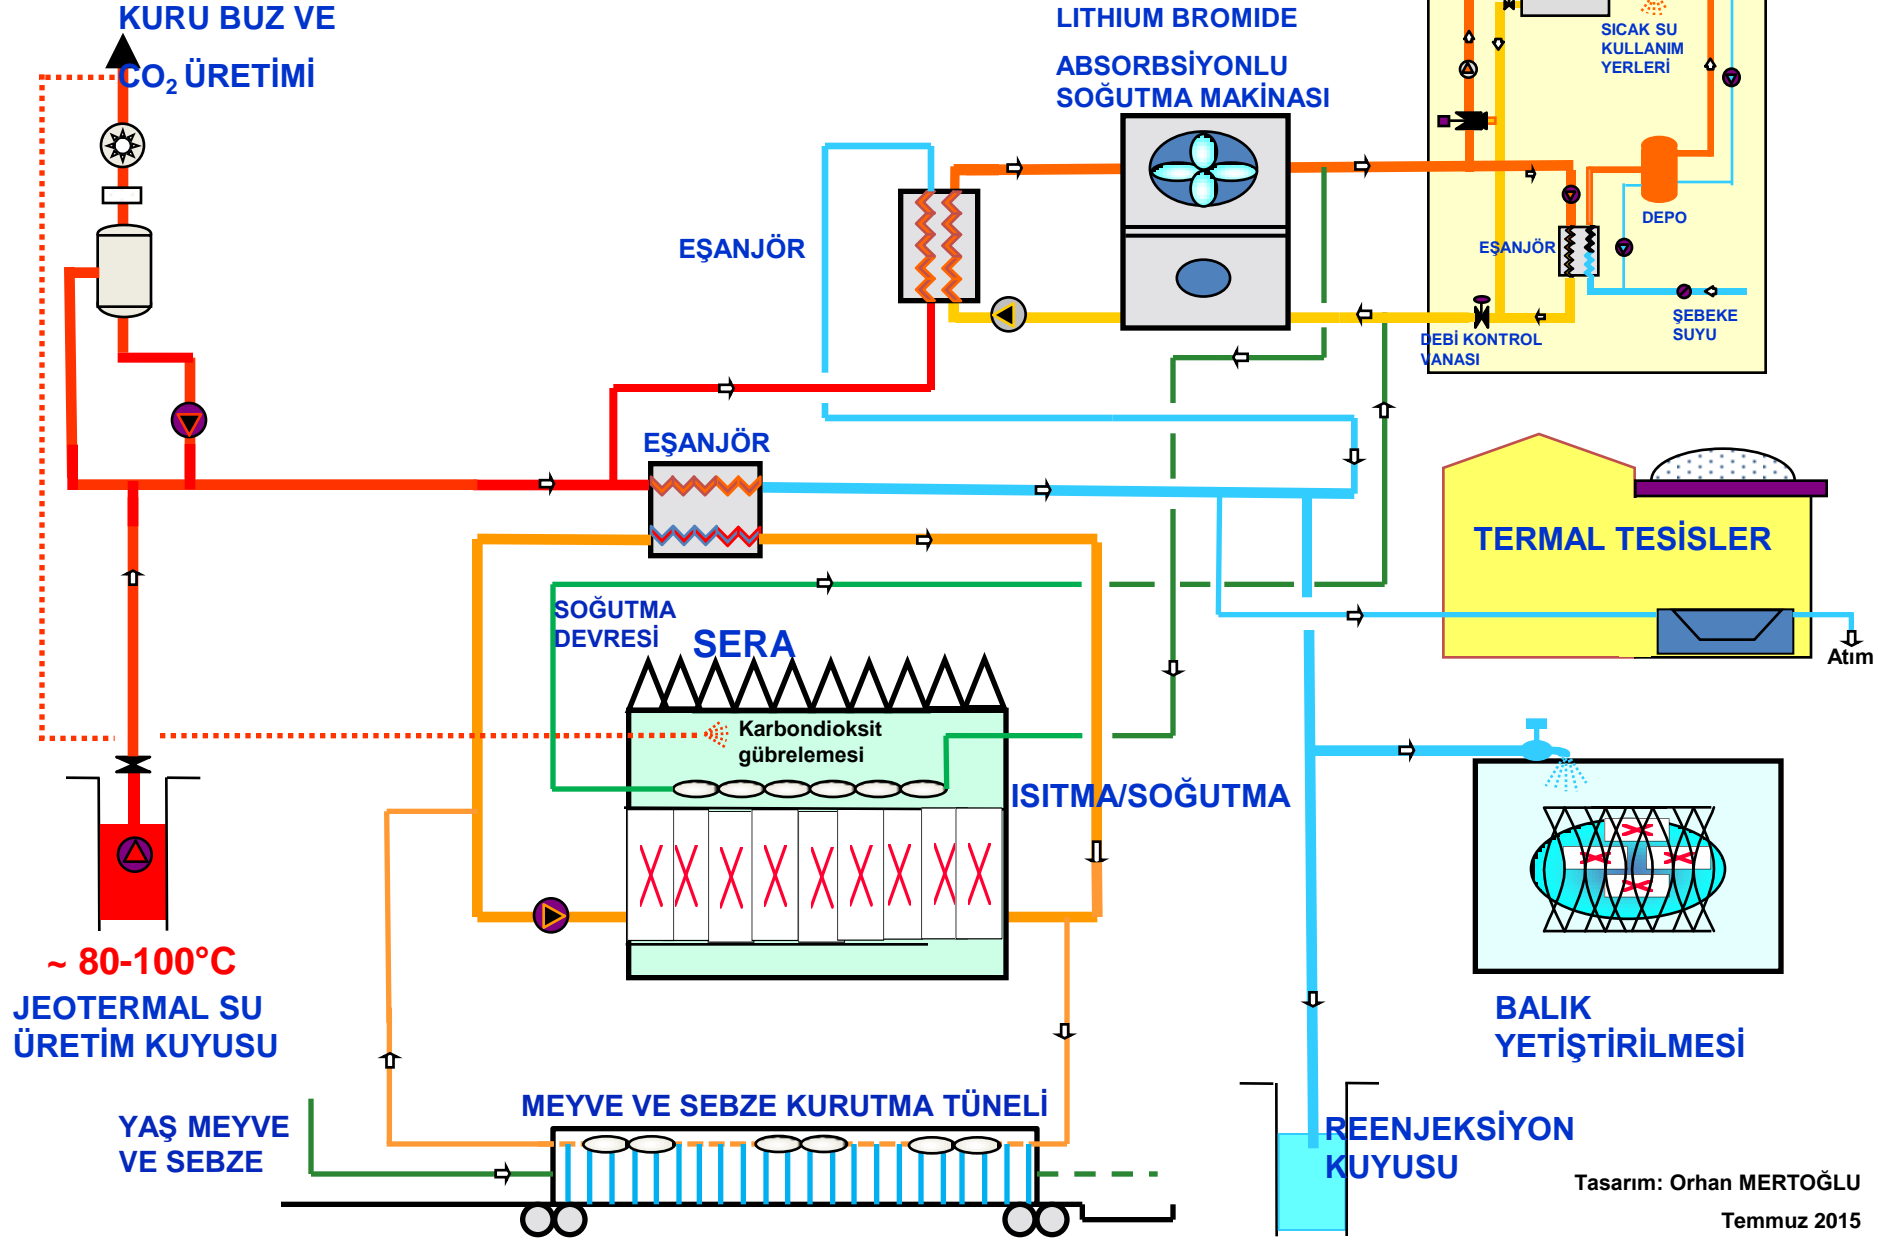 KURU BUZ VE
CO₂ ÜRETİMİ
LITHIUM BROMIDE
ABSORBSİYONLU
SOĞUTMA MAKİNASI
SICAK SU
KULLANIM
YERLERİ
DEPO
EŞANJÖR
EŞANJÖR
ŞEBEKE
SUYU
DEBİ KONTROL
VANASI
EŞANJÖR
TERMAL TESİSLER
Atım
SOĞUTMA
DEVRESİ
SERA
Karbondioksit
gübrelemesi
ISITMA/SOĞUTMA
~ 80-100°C
JEOTERMAL SU
ÜRETİM KUYUSU
BALIK
YETİŞTİRİLMESİ
MEYVE VE SEBZE KURUTMA TÜNELİ
YAŞ MEYVE
VE SEBZE
REENJEKSİYON
KUYUSU
Tasarım: Orhan MERTOĞLU
Temmuz 2015